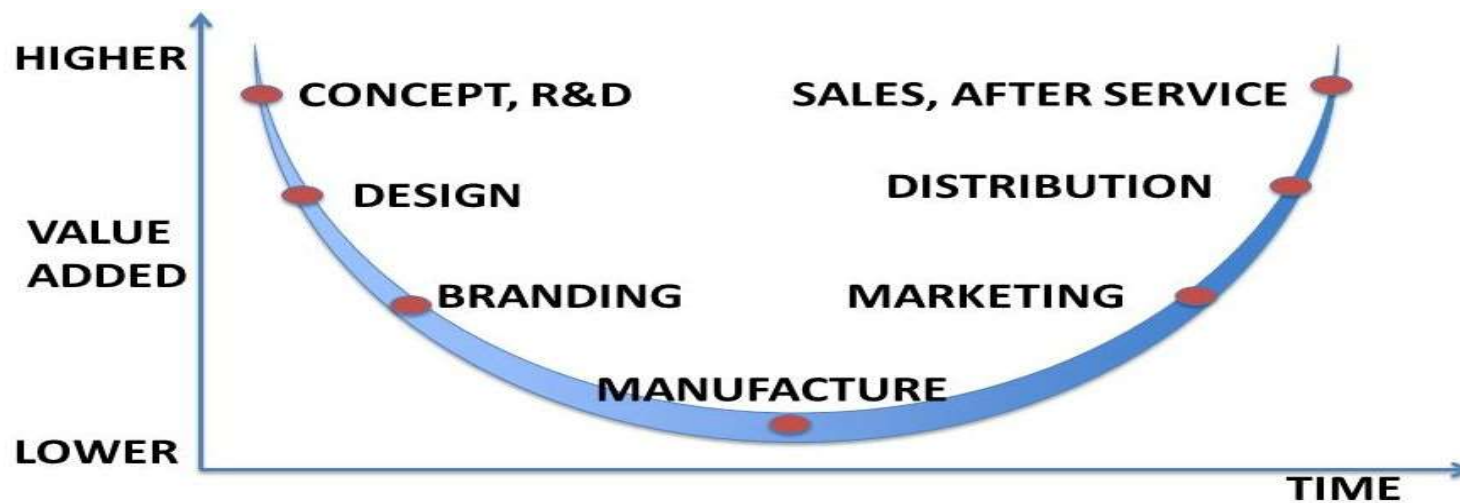 HIGHER
CONCEPT, R&D
SALES, AFTER SERVICE
DESIGN
DISTRIBUTION
VALUE
ADDED
BRANDING
MARKETING
MANUFACTURE
LOWER
TIME